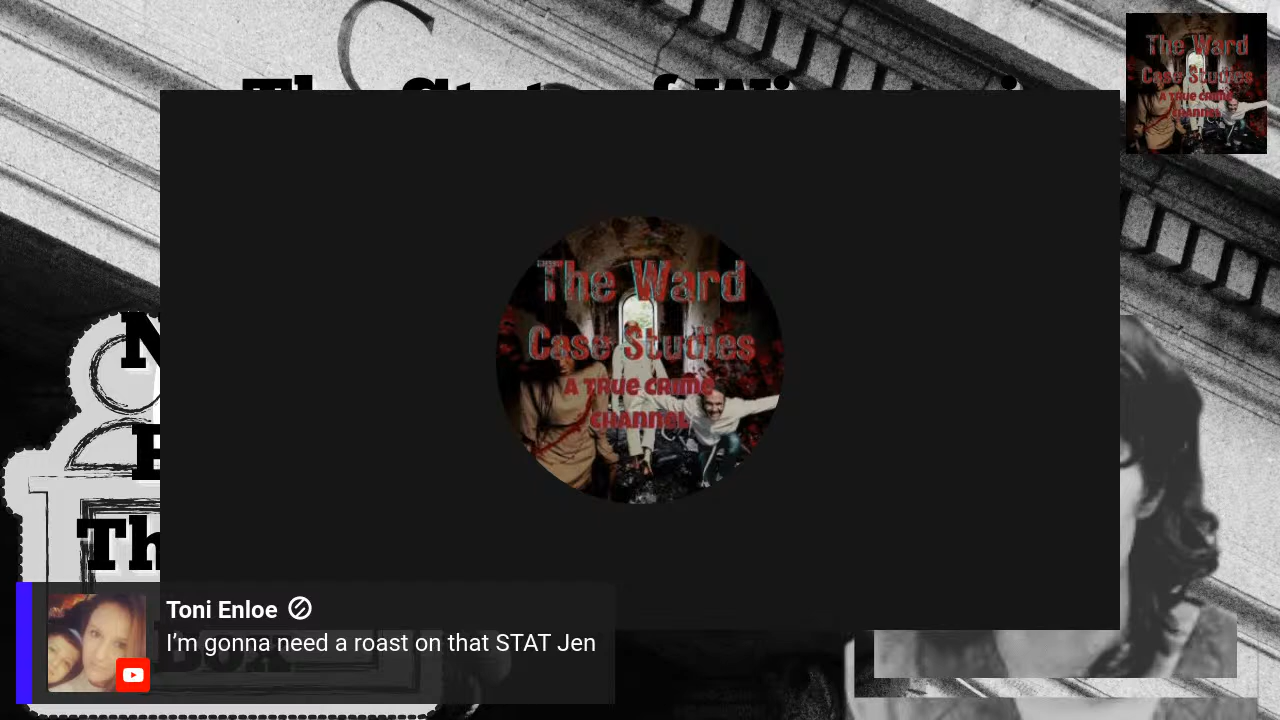 The Ward
Case Studies
A True Crime
Channel
The Ward
Case Studies
A True Crime
Channel
Th
Toni Enloe
I’m gonna need a roast on that STAT Jen